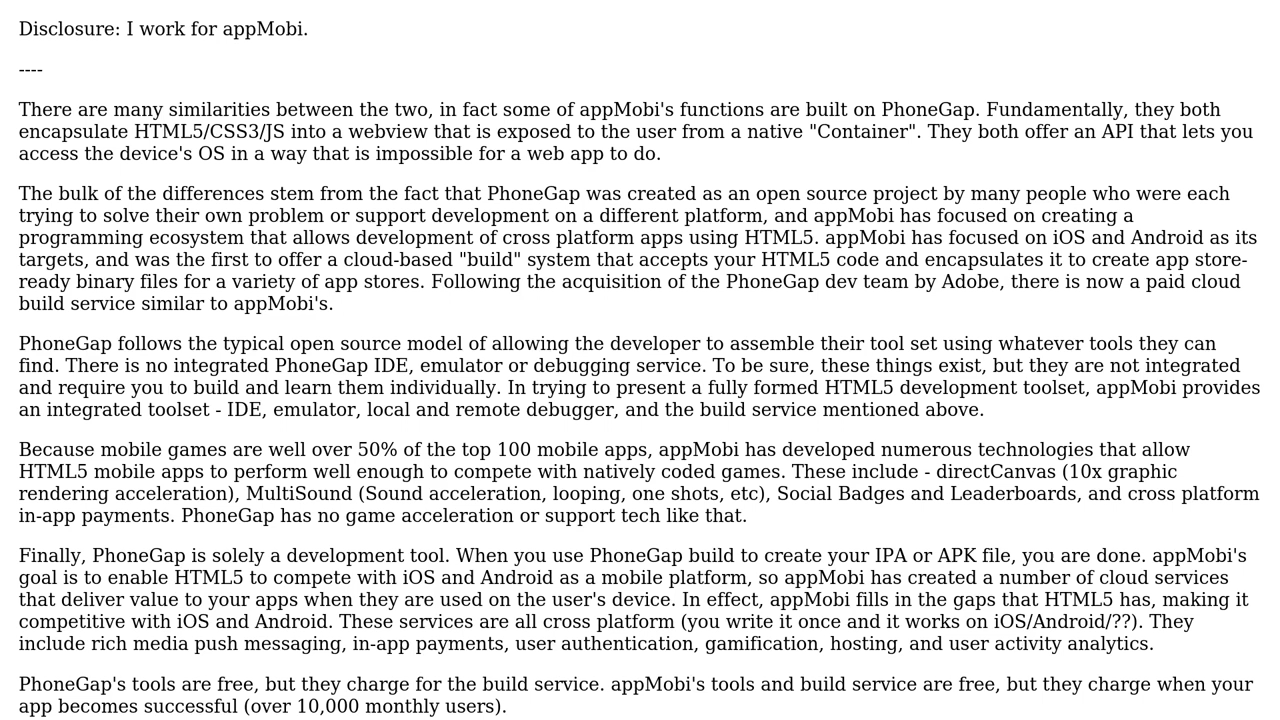 Disclosure: I work for appMobi.
----
There are many similarities between the two, in fact some of appMobi's functions are built on PhoneGap. Fundamentally, they both
encapsulate HTML5/CSS3/JS into a webview that is exposed to the user from a native "Container". They both offer an API that lets you
access the device's OS in a way that is impossible for a web app to do.
The bulk of the differences stem from the fact that PhoneGap was created as an open source project by many people who were each
trying to solve their own problem or support development on a different platform, and appMobi has focused on creating a
programming ecosystem that allows development of cross platform apps using HTML5. appMobi has focused on iOS and Android as its
targets, and was the first to offer a cloud-based "build" system that accepts your HTML5 code and encapsulates it to create app store-
ready binary files for a variety of app stores. Following the acquisition of the PhoneGap dev team by Adobe, there is now a paid cloud
build service similar to appMobi's.
PhoneGap follows the typical open source model of allowing the developer to assemble their tool set using whatever tools they can
find. There is no integrated PhoneGap IDE, emulator or debugging service. To be sure, these things exist, but they are not integrated
and require you to build and learn them individually. In trying to present a fully formed HTML5 development toolset, appMobi provides
an integrated toolset - IDE, emulator, local and remote debugger, and the build service mentioned above.
Because mobile games are well over 50% of the top 100 mobile apps, appMobi has developed numerous technologies that allow
HTML5 mobile apps to perform well enough to compete with natively coded games. These include - directCanvas (10x graphic
rendering acceleration), MultiSound (Sound acceleration, looping, one shots, etc), Social Badges and Leaderboards, and cross platform
in-app payments. PhoneGap has no game acceleration or support tech like that.
Finally, PhoneGap is solely a development tool. When you use PhoneGap build to create your IPA or APK file, you are done. appMobi's
goal is to enable HTML5 to compete with iOS and Android as a mobile platform, so appMobi has created a number of cloud services
that deliver value to your apps when they are used on the user's device. In effect, appMobi fills in the gaps that HTML5 has, making it
competitive with iOS and Android. These services are all cross platform (you write it once and it works on iOS/Android/??). They
include rich media push messaging, in-app payments, user authentication, gamification, hosting, and user activity analytics.
PhoneGap's tools are free, but they charge for the build service. appMobi's tools and build service are free, but they charge when your
app becomes successful (over 10,000 monthly users).